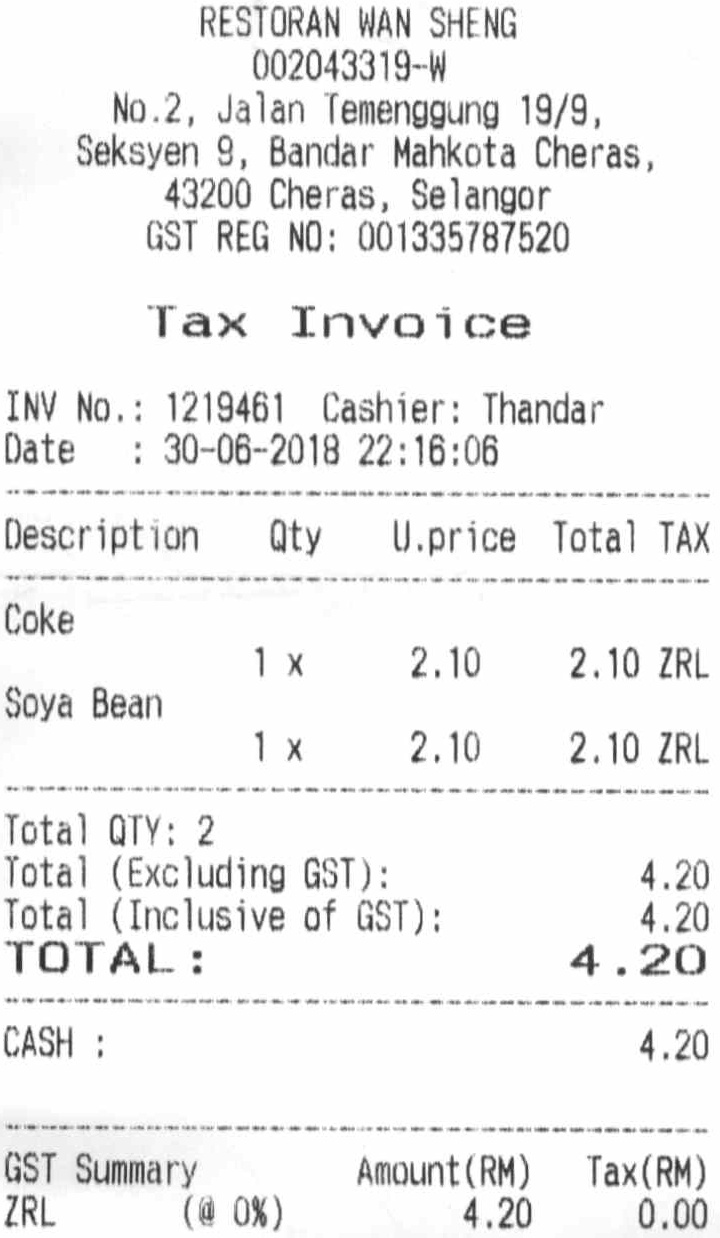 RESTORAN WAN SHENG
002043319-W
No.2, Jalan Temenggung 19/9,
Seksyen 9, Bandar Mahkota Cheras,
43200 Cheras, Selangor
GST REG NO: 001335787520
Tax Invoice
INV No.: 1219461 Cashier: Thandar
Date : 30-06-2018 22:16:06
Description Qty U.price Total TAX
Coke
1 x 2.10 2.10 ZRL
Soya Bean
1 x 2.10 2.10 ZRL
Total QTY: 2
Total (Excluding GST): 4.20
Total (Inclusive of GST): 4.20
TOTAL: 4.20
CASH : 4.20
GST Summary Amount(RM) Tax(RM)
ZRL (@ 0%) 4.20 0.00